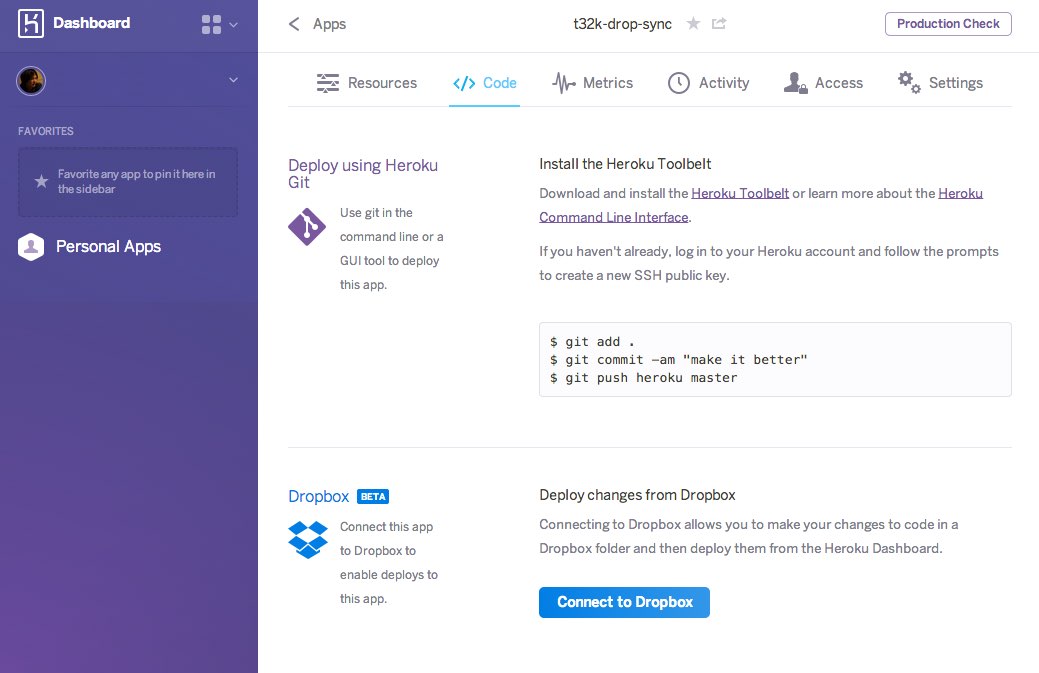 Dashboard
Apps
t32k-drop-sync
Production Check
Resources
Code
Metrics
Activity
Access
Settings
FAVORITES
Favorite any app to pin it here in
the sidebar
Personal Apps
Deploy using Heroku
Git
Use git in the
command line or a
GUI tool to deploy
this app.
Install the Heroku Toolbelt
Download and install the Heroku Toolbelt or learn more about the Heroku
Command Line Interface.
If you haven't already, log in to your Heroku account and follow the prompts
to create a new SSH public key.
$ git add .
$ git commit -am "make it better"
$ git push heroku master
Dropbox BETA
Connect this app
to Dropbox to
enable deploys to
this app.
Deploy changes from Dropbox
Connecting to Dropbox allows you to make your changes to code in a
Dropbox folder and then deploy them from the Heroku Dashboard.
Connect to Dropbox